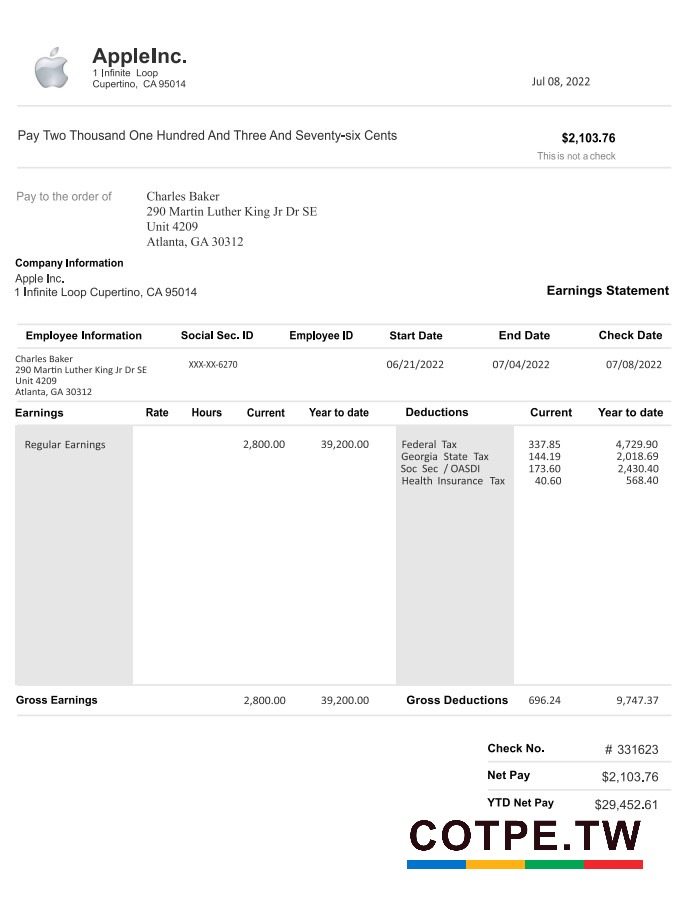 AppleInc.
1 Infinite Loop
Cupertino, CA 95014
Jul 08, 2022
Pay Two Thousand One Hundred And Three And Seventy-six Cents
$2,103.76
This is not a check
Pay to the order of
Charles Baker
290 Martin Luther King Jr Dr SE
Unit 4209
Atlanta, GA 30312
Company Information
Apple Inc.
1 Infinite Loop Cupertino, CA 95014
Earnings Statement
Employee Information Social Sec. ID Employee ID Start Date End Date Check Date
Charles Baker
290 Martin Luther King Jr Dr SE
Unit 4209
Atlanta, GA 30312
XXX-XX-6270 06/21/2022 07/04/2022 07/08/2022
Earnings Rate Hours Current Year to date Deductions Current Year to date
Regular Earnings 2,800.00 39,200.00 Federal Tax 337.85 4,729.90
Georgia State Tax 144.19 2,018.69
Soc Sec / OASDI 173.60 2,430.40
Health Insurance Tax 40.60 568.40
Gross Earnings 2,800.00 39,200.00 Gross Deductions 696.24 9,747.37
Check No. # 331623
Net Pay $2,103.76
YTD Net Pay $29,452.61
COTPE.TW